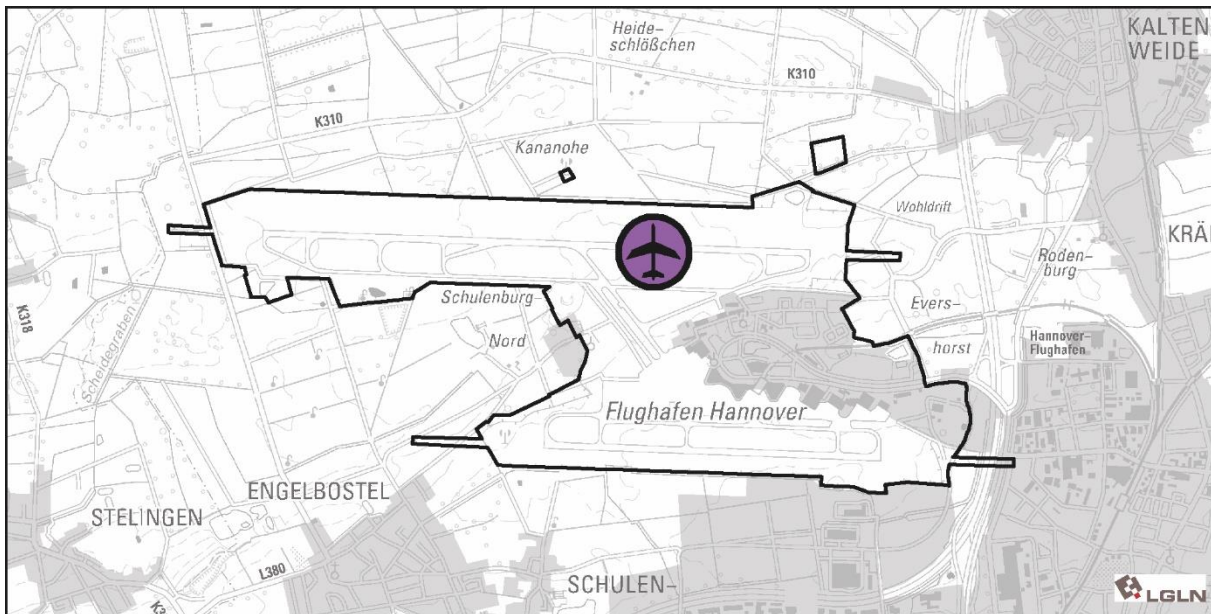 KALTEN-
WEIDE
Heide-
schlößchen
K310
K310
Kananohe
Wohldrift
KRÄ
Roden-
burg
K318
Scheidegraben
Schulenburg-
Nord
Evers-
horst
Hannover-
Flughafen
Flughafen Hannover
ENGELBOSTEL
STELINGEN
L380
SCHULEN-
LGLN